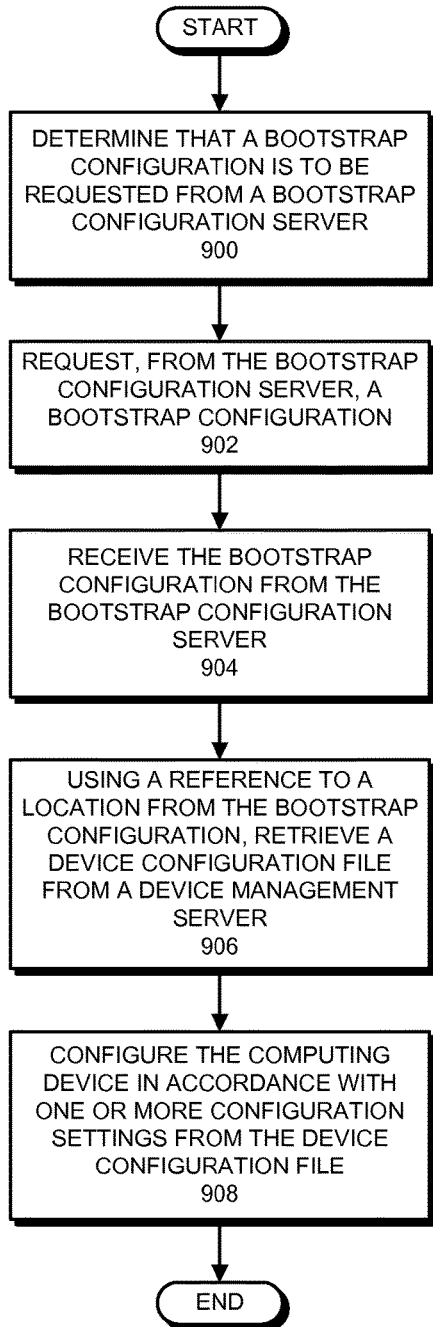 START
DETERMINE THAT A BOOTSTRAP
CONFIGURATION IS TO BE
REQUESTED FROM A BOOTSTRAP
CONFIGURATION SERVER
900
REQUEST, FROM THE BOOTSTRAP
CONFIGURATION SERVER, A
BOOTSTRAP CONFIGURATION
902
RECEIVE THE BOOTSTRAP
CONFIGURATION FROM THE
BOOTSTRAP CONFIGURATION
SERVER
904
USING A REFERENCE TO A
LOCATION FROM THE BOOTSTRAP
CONFIGURATION, RETRIEVE A
DEVICE CONFIGURATION FILE
FROM A DEVICE MANAGEMENT
SERVER
906
CONFIGURE THE COMPUTING
DEVICE IN ACCORDANCE WITH
ONE OR MORE CONFIGURATION
SETTINGS FROM THE DEVICE
CONFIGURATION FILE
908
END